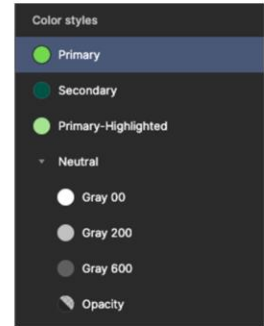 Color styles
Primary
Secondary
Primary-Highlighted
Neutral
Gray 00
Gray 200
Gray 600
Opacity